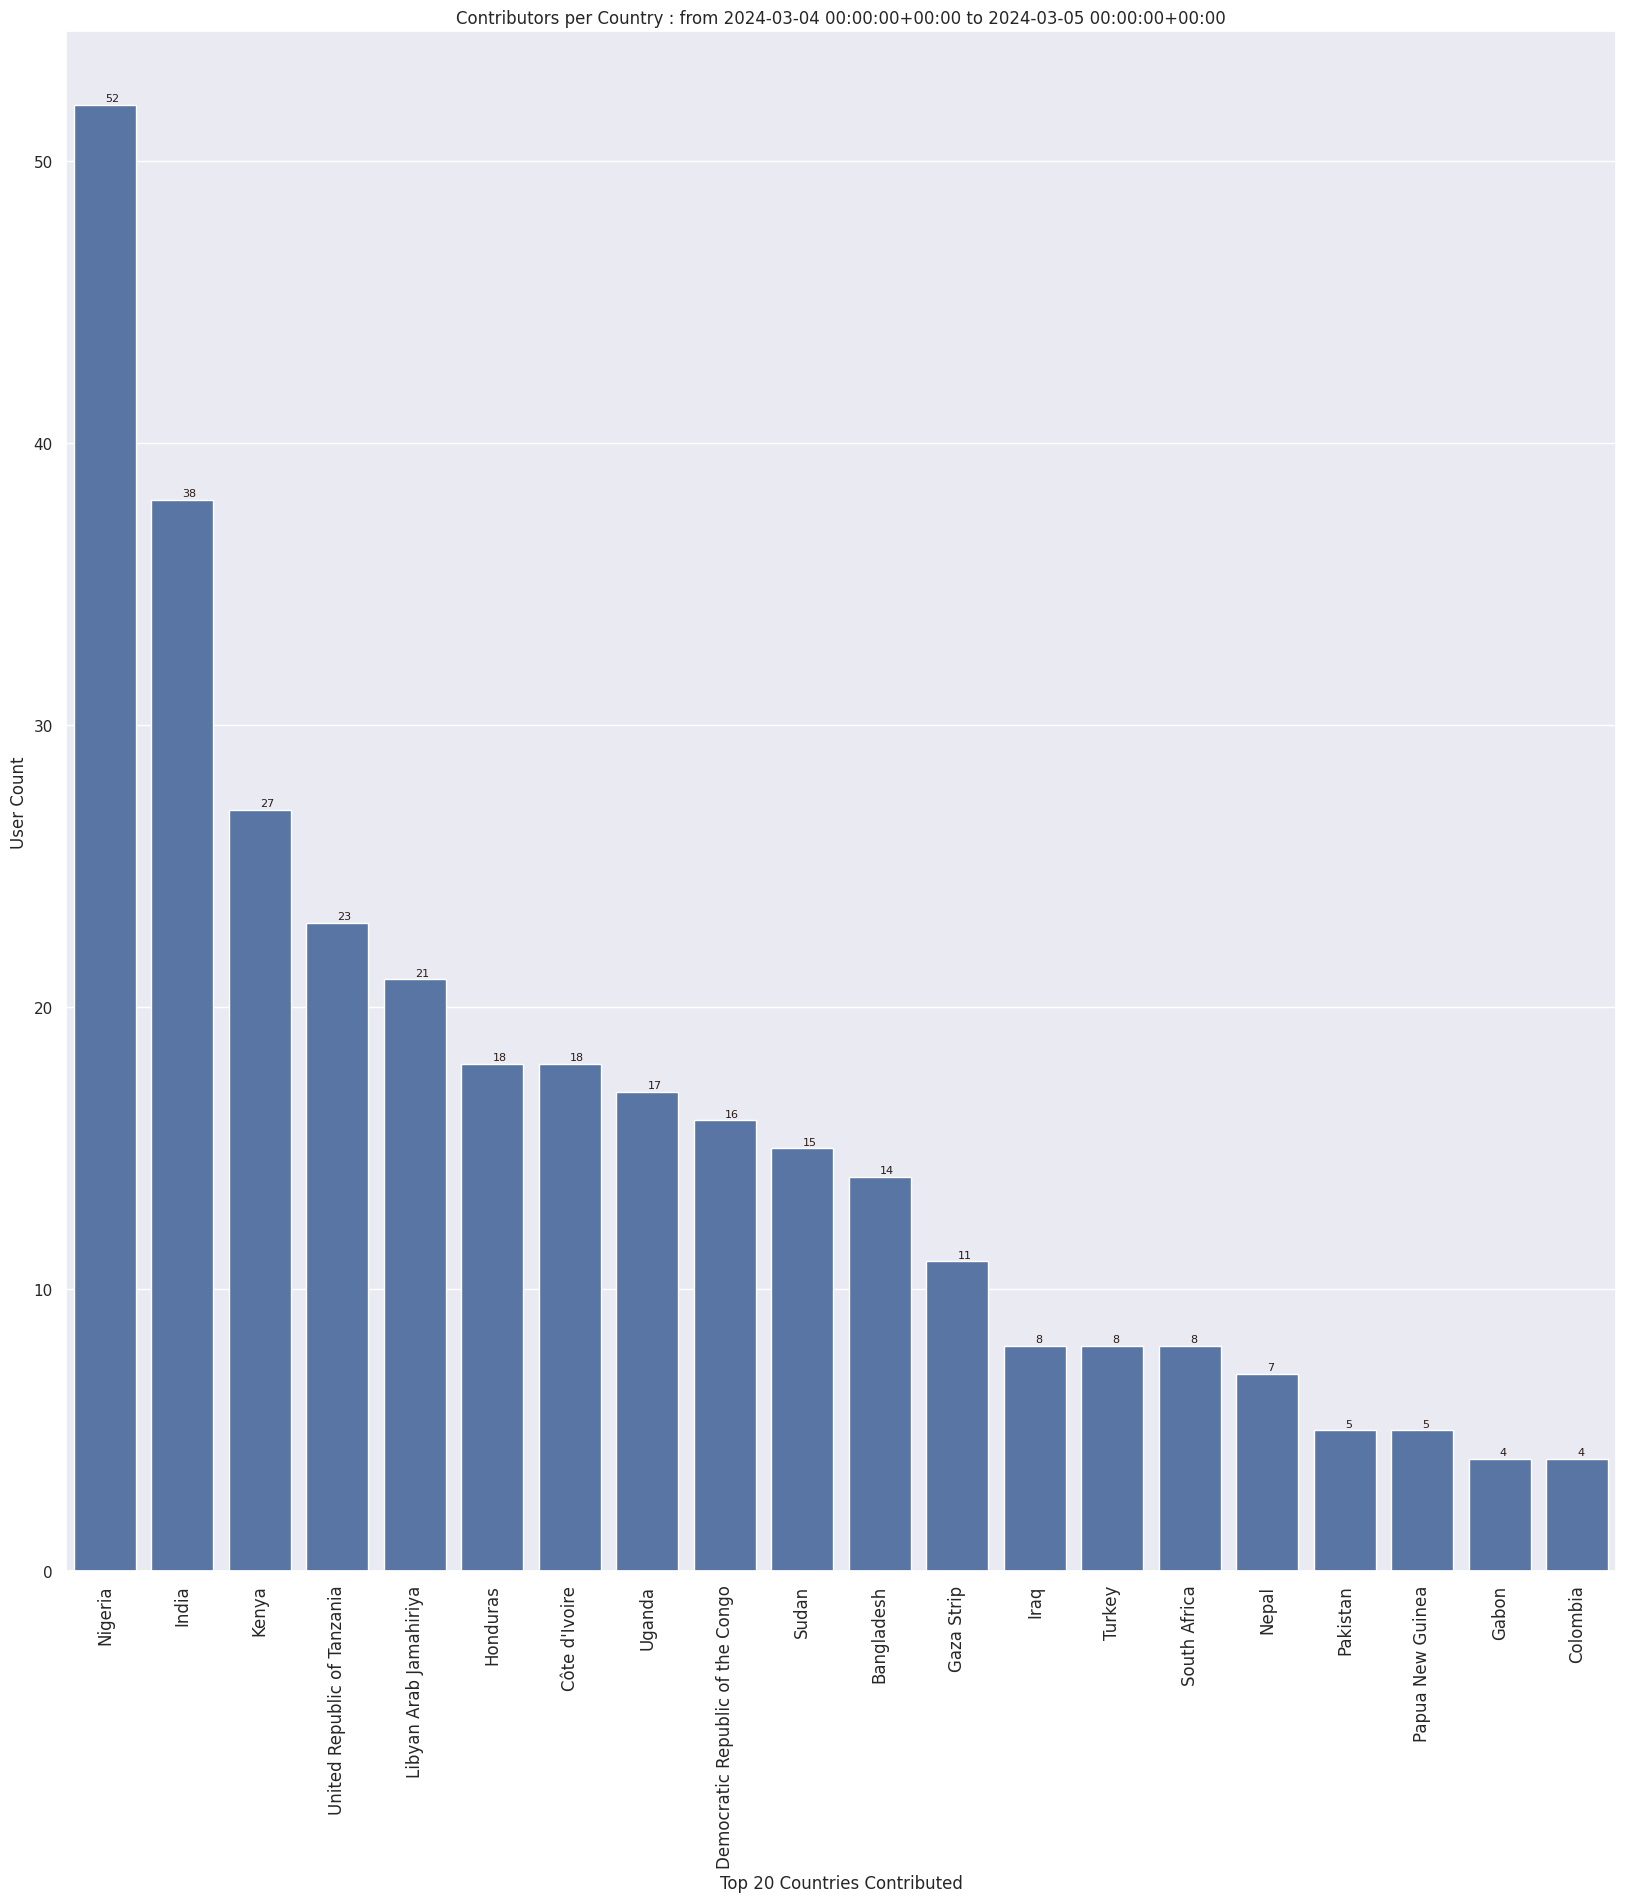 Contributors per Country : from 2024-03-04 00:00:00+00:00 to 2024-03-05 00:00:00+00:00
User Count
50
40
30
20
10
0
52
38
27
23
21
18
18
17
16
15
14
11
8
8
8
7
5
5
4
4
Nigeria
India
Kenya
United Republic of Tanzania
Libyan Arab Jamahiriya
Honduras
Côte d'Ivoire
Uganda
Democratic Republic of the Congo
Sudan
Bangladesh
Gaza Strip
Iraq
Turkey
South Africa
Nepal
Pakistan
Papua New Guinea
Gabon
Colombia
Top 20 Countries Contributed